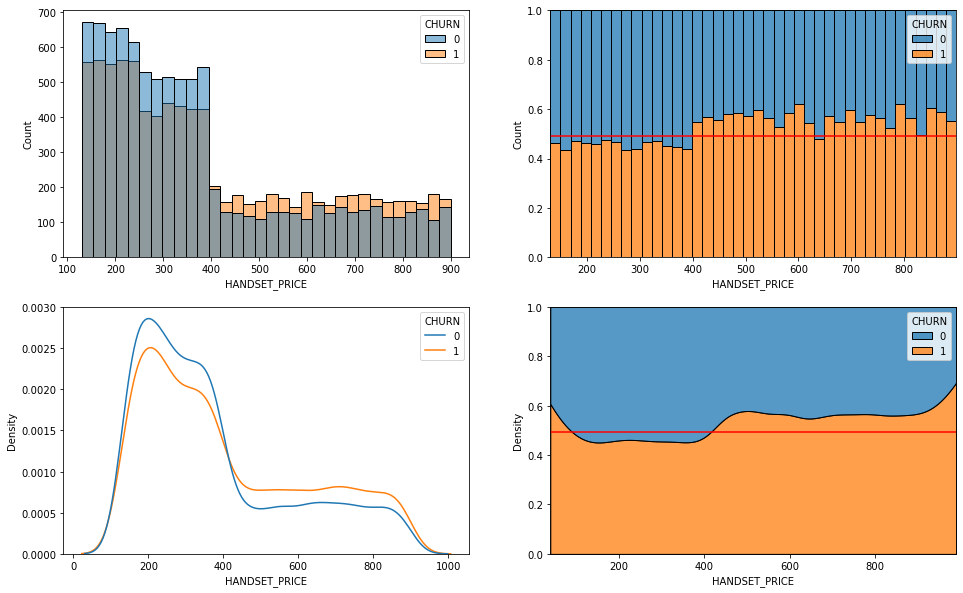 CHURN
0
1
700
600
500
400
300
200
100
0
Count
100 200 300 400 500 600 700 800 900
HANDSET_PRICE
CHURN
0
1
1.0
0.8
0.6
0.4
0.2
0.0
Count
200 300 400 500 600 700 800
HANDSET_PRICE
CHURN
0
1
0.0030
0.0025
0.0020
0.0015
0.0010
0.0005
0.0000
Density
0 200 400 600 800 1000
HANDSET_PRICE
CHURN
0
1
1.0
0.8
0.6
0.4
0.2
0.0
Density
200 400 600 800
HANDSET_PRICE